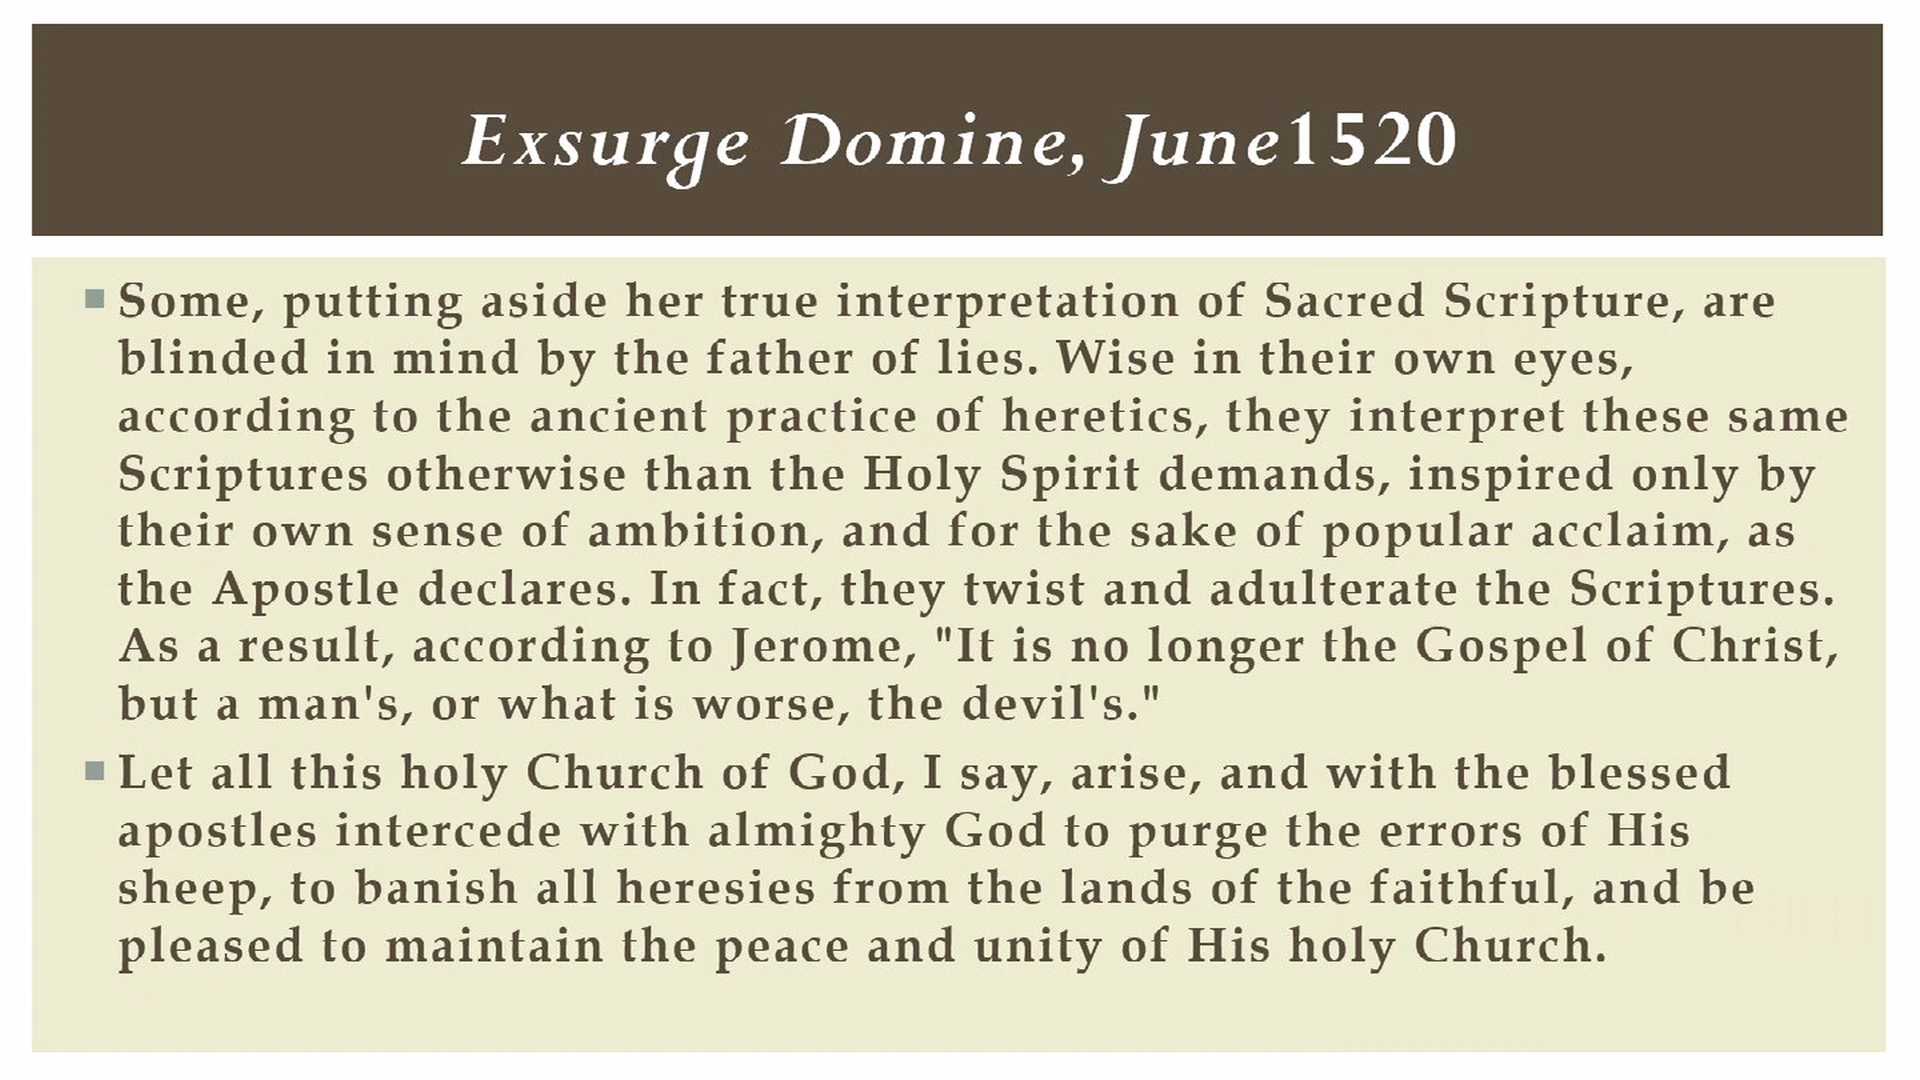 Exsurge Domine, June1520
Some, putting aside her true interpretation of Sacred Scripture, are
blinded in mind by the father of lies. Wise in their own eyes,
according to the ancient practice of heretics, they interpret these same
Scriptures otherwise than the Holy Spirit demands, inspired only by
their own sense of ambition, and for the sake of popular acclaim, as
the Apostle declares. In fact, they twist and adulterate the Scriptures.
As a result, according to Jerome, "It is no longer the Gospel of Christ,
but a man's, or what is worse, the devil's."
Let all this holy Church of God, I say, arise, and with the blessed
apostles intercede with almighty God to purge the errors of His
sheep, to banish all heresies from the lands of the faithful, and be
pleased to maintain the peace and unity of His holy Church.